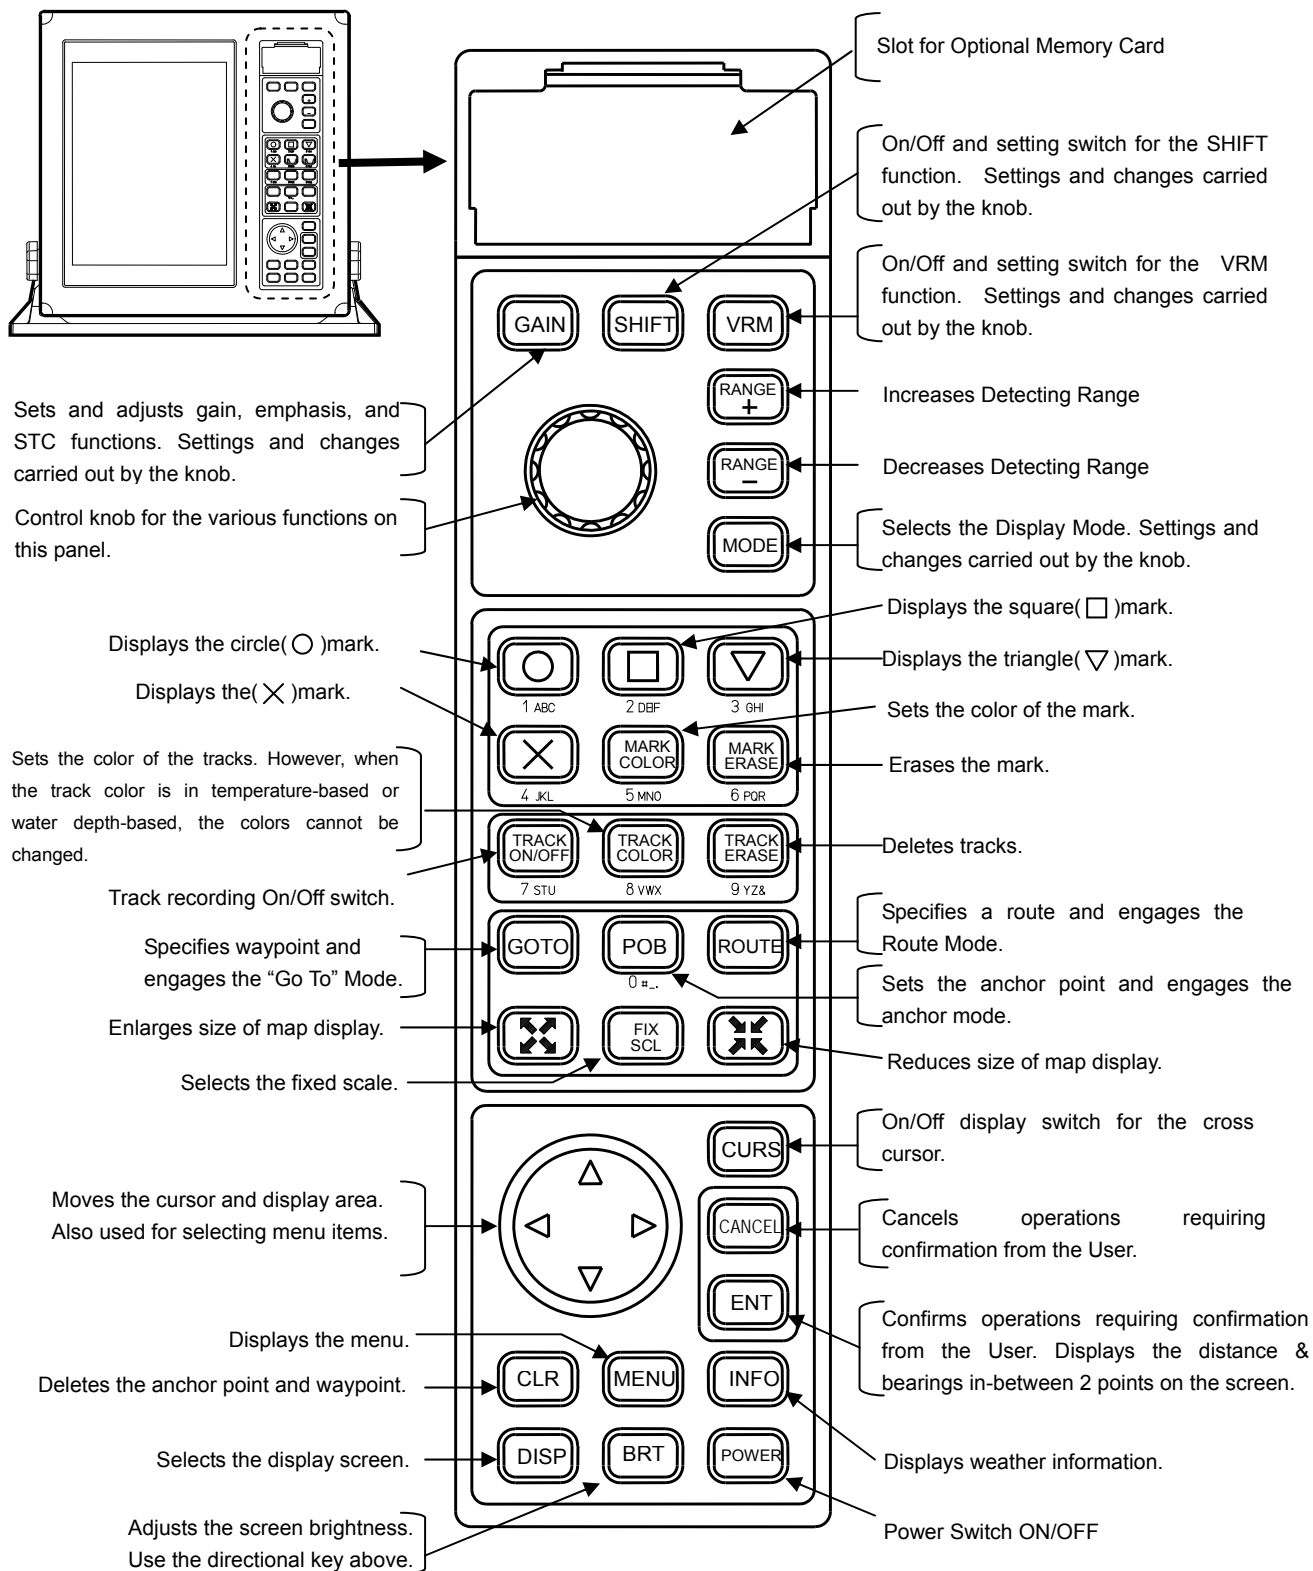 Slot for Optional Memory Card
On/Off and setting switch for the SHIFT
function. Settings and changes carried
out by the knob.
On/Off and setting switch for the VRM
function. Settings and changes carried
out by the knob.
GAIN
SHIFT
VRM
RANGE
+
Increases Detecting Range
Sets and adjusts gain, emphasis, and
STC functions. Settings and changes
carried out by the knob.
RANGE
−
Decreases Detecting Range
Control knob for the various functions on
this panel.
MODE
Selects the Display Mode. Settings and
changes carried out by the knob.
Displays the square( □ )mark.
Displays the circle( ○ )mark.
Displays the triangle( ▽ )mark.
1 ABC
2 DEF
3 GHI
Displays the( ✕ )mark.
Sets the color of the mark.
MARK
COLOR
MARK
ERASE
Erases the mark.
4 JKL
5 MNO
6 PQR
Sets the color of the tracks. However, when
the track color is in temperature-based or
water depth-based, the colors cannot be
changed.
TRACK
ON/OFF
TRACK
COLOR
TRACK
ERASE
Deletes tracks.
7 STU
8 VWX
9 YZ&
Track recording On/Off switch.
Specifies a route and engages the
Route Mode.
Specifies waypoint and
engages the “Go To” Mode.
GOTO
POB
ROUTE
0 #_.
Sets the anchor point and engages the
anchor mode.
Enlarges size of map display.
FIX
SCL
Reduces size of map display.
Selects the fixed scale.
CURS
On/Off display switch for the cross
cursor.
Moves the cursor and display area.
Also used for selecting menu items.
CANCEL
Cancels operations requiring
confirmation from the User.
ENT
Confirms operations requiring confirmation
from the User. Displays the distance &
bearings in-between 2 points on the screen.
Displays the menu.
CLR
MENU
INFO
Deletes the anchor point and waypoint.
Selects the display screen.
DISP
BRT
POWER
Displays weather information.
Adjusts the screen brightness.
Use the directional key above.
Power Switch ON/OFF